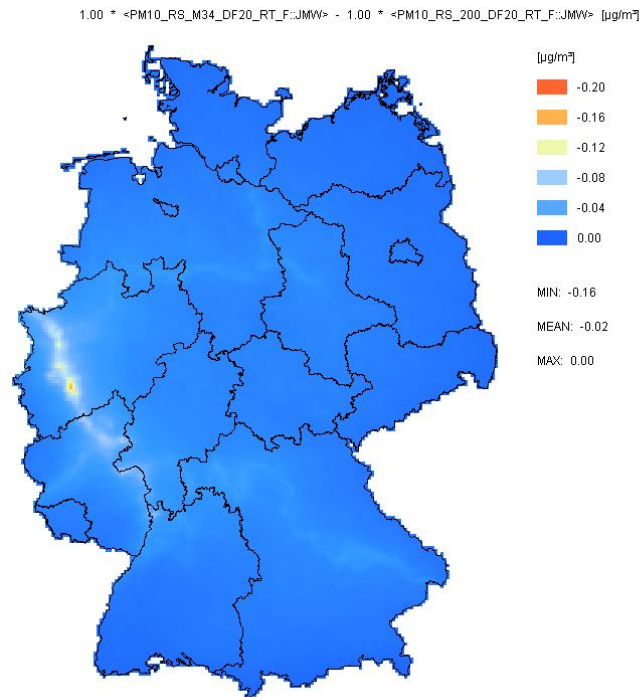 1.00 * <PM10_RS_M34_DF20_RT_F::JMW> - 1.00 * <PM10_RS_200_DF20_RT_F::JMW> [µg/m³]
[µg/m³]
-0.20
-0.16
-0.12
-0.08
-0.04
0.00
MIN: -0.16
MEAN: -0.02
MAX: 0.00